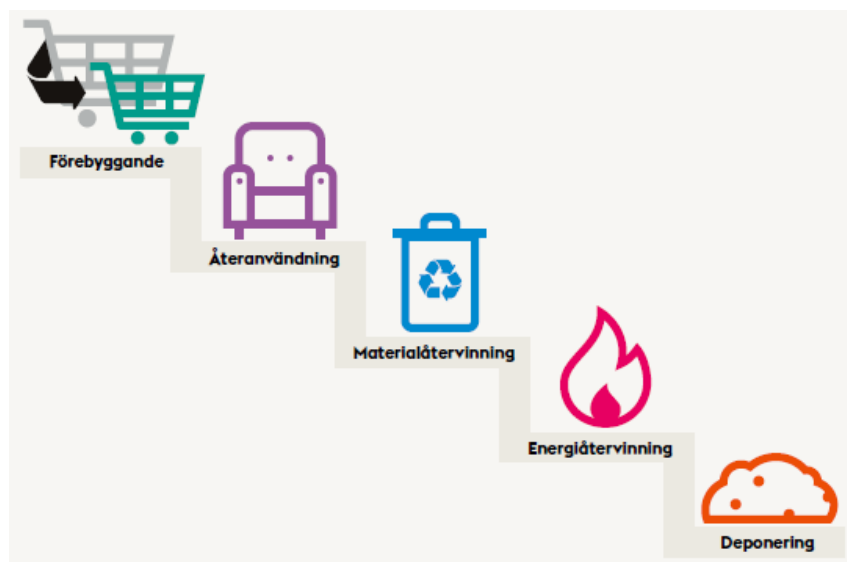 Förebyggande
Återanvändning
Materialåtervinning
Energiåtervinning
Deponering